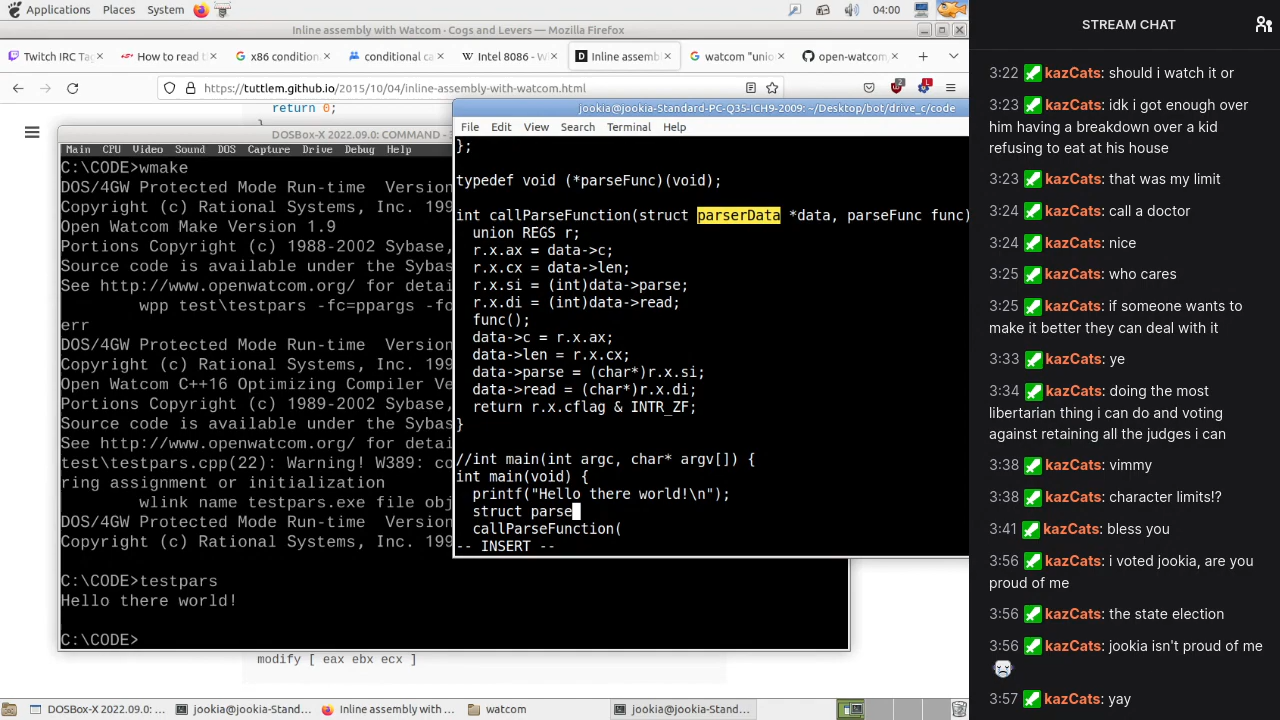 Applications Places System 04:00
Inline assembly with Watcom · Cogs and Levers — Mozilla Firefox
Twitch IRC Tag
How to read t
x86 condition
conditional ca
Intel 8086 - W
Inline assemb
watcom "unio
open-watcom
https://tuttlem.github.io/2015/10/04/inline-assembly-with-watcom.html
return 0;
}
DOSBox-X 2022.09.0: COMMAND -
Main CPU Video Sound DOS Capture Drive Debug Help
C:\CODE>wmake
DOS/4GW Protected Mode Run-time Version
Copyright (c) Rational Systems, Inc. 199
Open Watcom Make Version 1.9
Portions Copyright (c) 1988-2002 Sybase,
Source code is available under the Sybas
See http://www.openwatcom.org/ for detai
wpp test\testpars -fc=ppargs -fo
err
DOS/4GW Protected Mode Run-time Version
Copyright (c) Rational Systems, Inc. 199
Open Watcom C++16 Optimizing Compiler Ve
Portions Copyright (c) 1989-2002 Sybase,
Source code is available under the Sybas
See http://www.openwatcom.org/ for detai
test\testpars.cpp(22): Warning! W389: co
ring assignment or initialization
wlink name testpars.exe file obj
DOS/4GW Protected Mode Run-time Version
Copyright (c) Rational Systems, Inc. 199
C:\CODE>testpars
Hello there world!
C:\CODE>
modify [ eax ebx ecx ]
jookia@jookia-Standard-PC-Q35-ICH9-2009: ~/Desktop/bot/drive_c/code
File Edit View Search Terminal Help
};
typedef void (*parseFunc)(void);
int callParseFunction(struct parserData *data, parseFunc func)
union REGS r;
r.x.ax = data->c;
r.x.cx = data->len;
r.x.si = (int)data->parse;
r.x.di = (int)data->read;
func();
data->c = r.x.ax;
data->len = r.x.cx;
data->parse = (char*)r.x.si;
data->read = (char*)r.x.di;
return r.x.cflag & INTR_ZF;
}
//int main(int argc, char* argv[]) {
int main(void) {
printf("Hello there world!\n");
struct parse
callParseFunction(
-- INSERT --
DOSBox-X 2022.09.0: ...
jookia@jookia-Stand...
Inline assembly with ...
watcom
jookia@jookia-Stand...
STREAM CHAT
3:22 kazCats: should i watch it or
3:23 kazCats: idk i got enough over
him having a breakdown over a kid
refusing to eat at his house
3:23 kazCats: that was my limit
3:24 kazCats: call a doctor
3:24 kazCats: nice
3:25 kazCats: who cares
3:25 kazCats: if someone wants to
make it better they can deal with it
3:33 kazCats: ye
3:34 kazCats: doing the most
libertarian thing i can do and voting
against retaining all the judges i can
3:38 kazCats: vimmy
3:38 kazCats: character limits!?
3:41 kazCats: bless you
3:56 kazCats: i voted jookia, are you
proud of me
3:56 kazCats: the state election
3:56 kazCats: jookia isn't proud of me
3:57 kazCats: yay